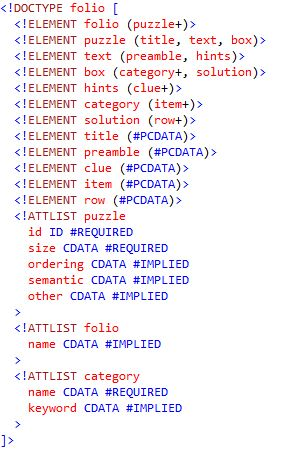 <!DOCTYPE folio [
  <!ELEMENT folio (puzzle+)>
  <!ELEMENT puzzle (title, text, box)>
  <!ELEMENT text (preamble, hints)>
  <!ELEMENT box (category+, solution)>
  <!ELEMENT hints (clue+)>
  <!ELEMENT category (item+)>
  <!ELEMENT solution (row+)>
  <!ELEMENT title (#PCDATA)>
  <!ELEMENT preamble (#PCDATA)>
  <!ELEMENT clue (#PCDATA)>
  <!ELEMENT item (#PCDATA)>
  <!ELEMENT row (#PCDATA)>
  <!ATTLIST puzzle
    id ID #REQUIRED
    size CDATA #REQUIRED
    ordering CDATA #IMPLIED
    semantic CDATA #IMPLIED
    other CDATA #IMPLIED
  >
  <!ATTLIST folio
    name CDATA #IMPLIED
  >
  <!ATTLIST category
    name CDATA #REQUIRED
    keyword CDATA #IMPLIED
  >
]>